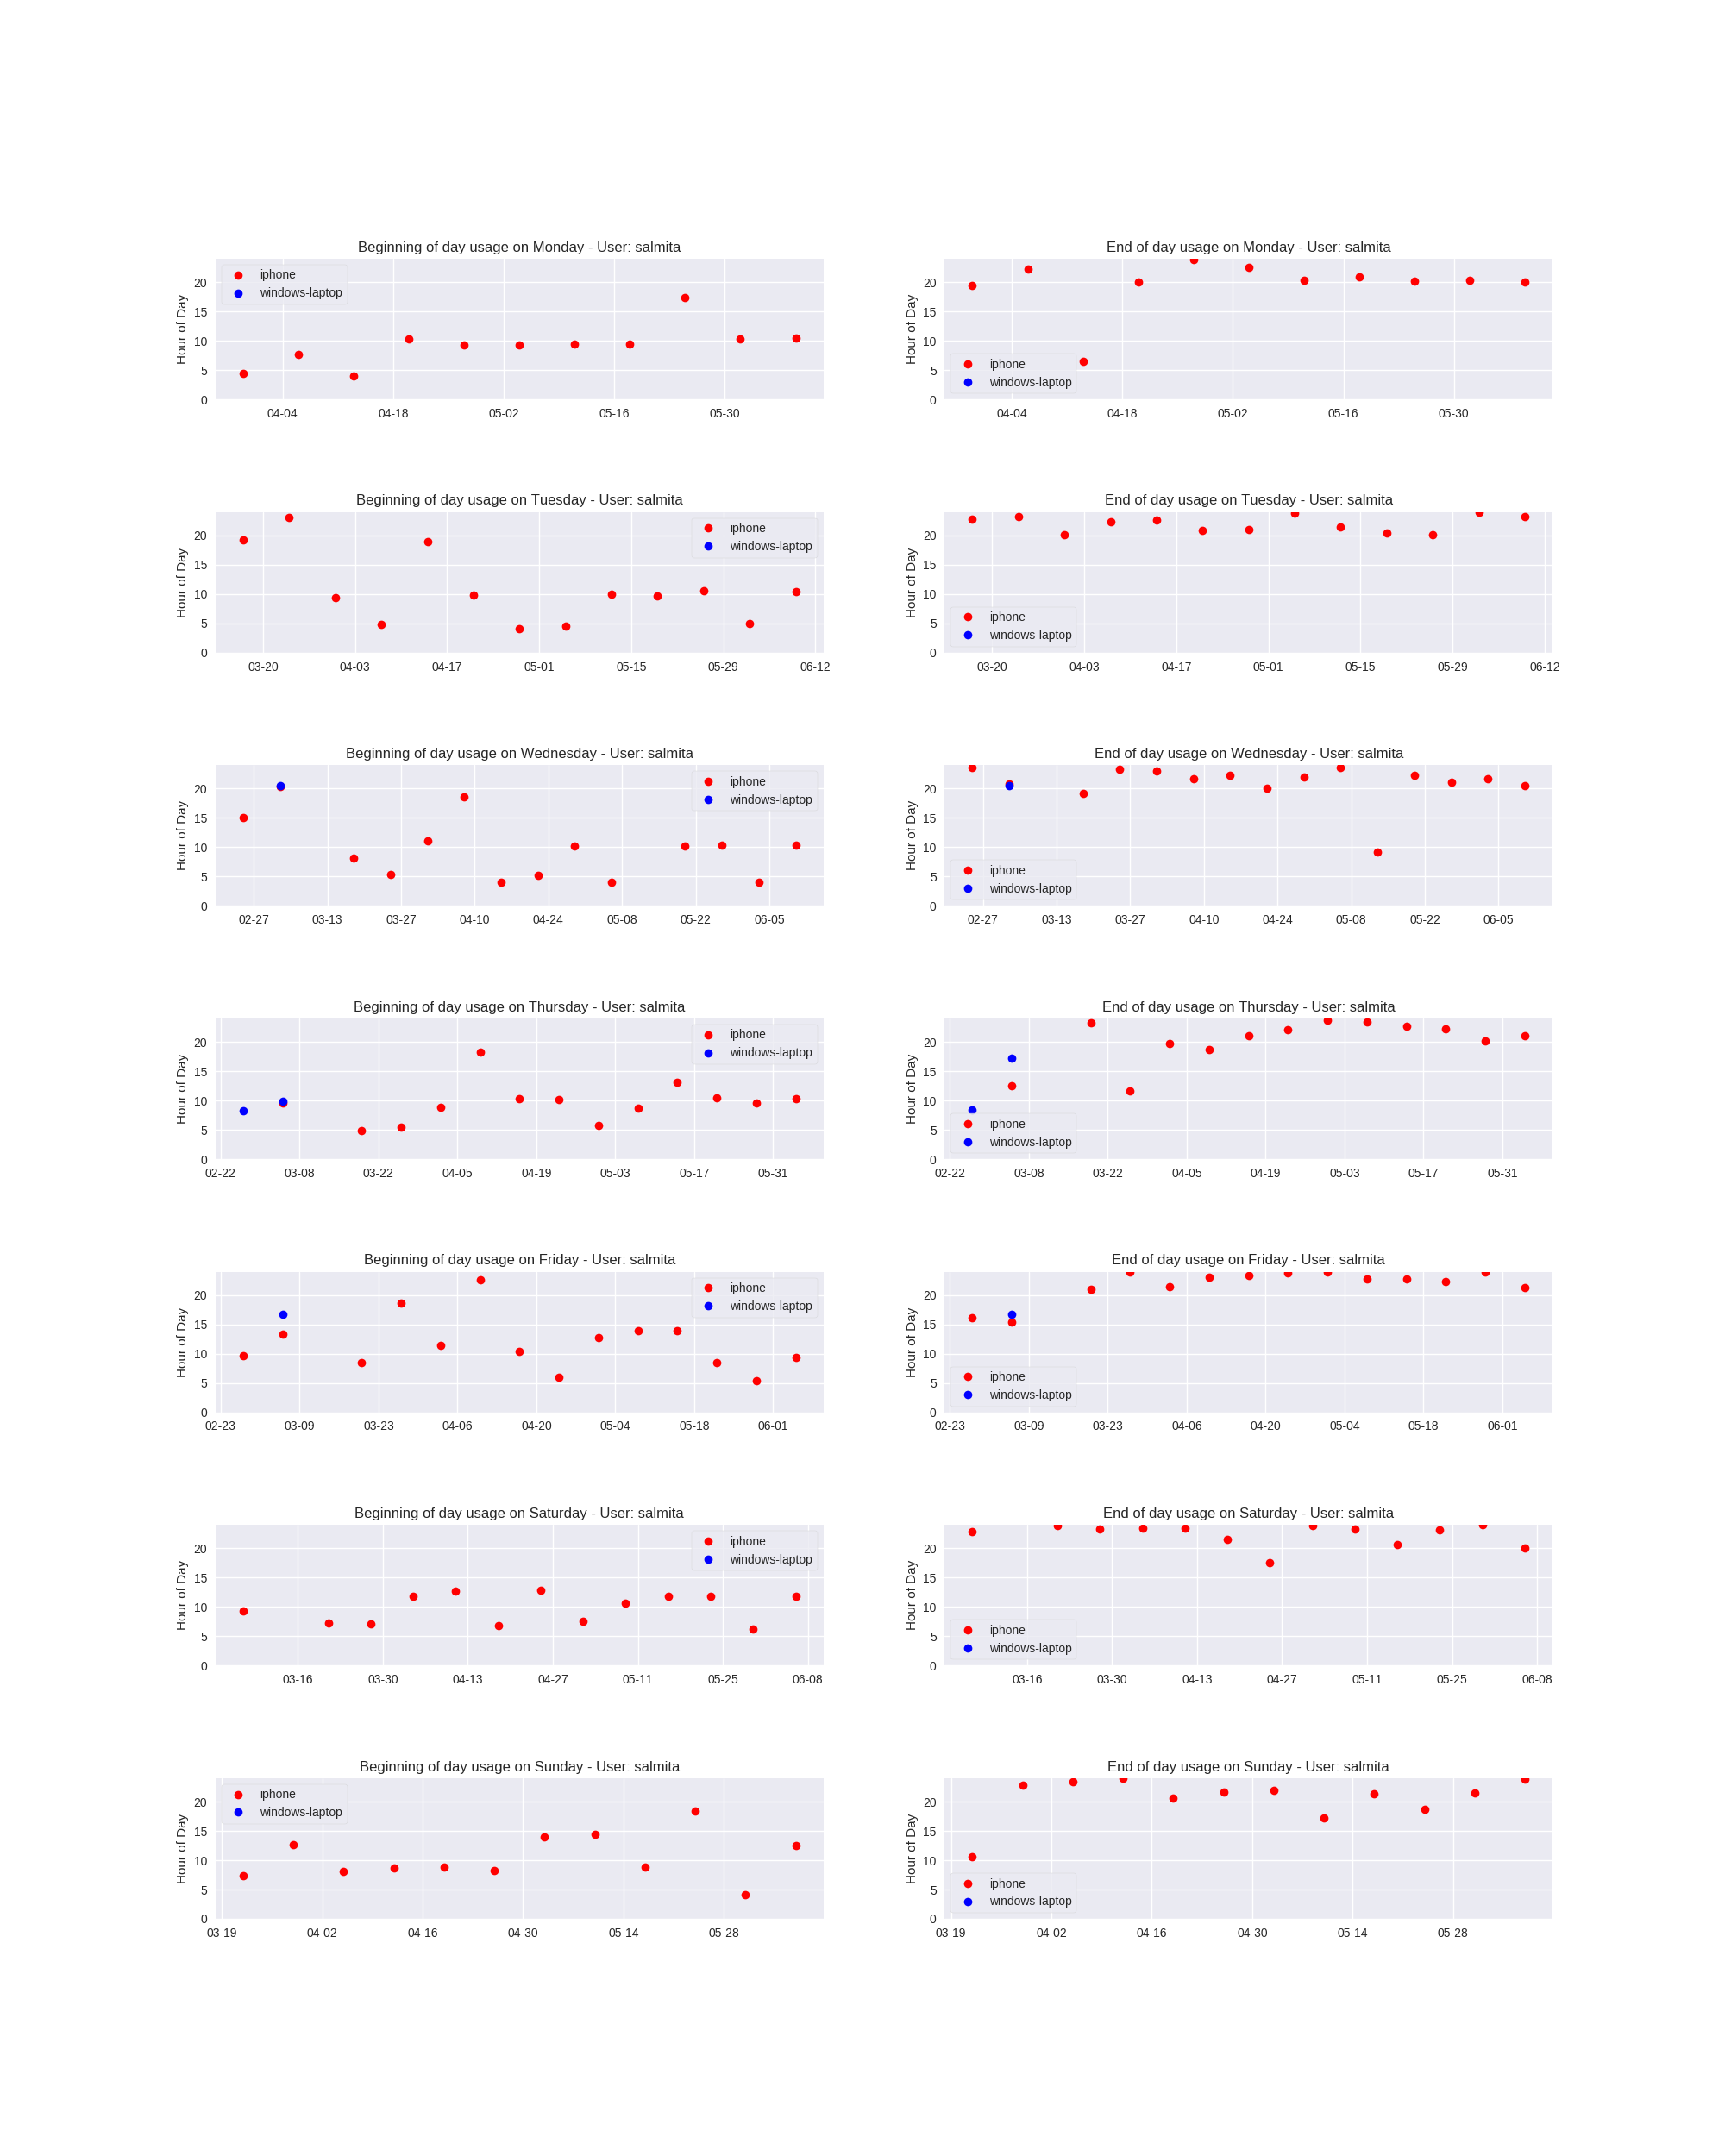 Beginning of day usage on Monday - User: salmita
Hour of Day
20
15
10
5
0
iphone
windows-laptop
04-04 04-18 05-02 05-16 05-30
End of day usage on Monday - User: salmita
Hour of Day
20
15
10
5
0
iphone
windows-laptop
04-04 04-18 05-02 05-16 05-30
Beginning of day usage on Tuesday - User: salmita
Hour of Day
20
15
10
5
0
iphone
windows-laptop
03-20 04-03 04-17 05-01 05-15 05-29 06-12
End of day usage on Tuesday - User: salmita
Hour of Day
20
15
10
5
0
iphone
windows-laptop
03-20 04-03 04-17 05-01 05-15 05-29 06-12
Beginning of day usage on Wednesday - User: salmita
Hour of Day
20
15
10
5
0
iphone
windows-laptop
02-27 03-13 03-27 04-10 04-24 05-08 05-22 06-05
End of day usage on Wednesday - User: salmita
Hour of Day
20
15
10
5
0
iphone
windows-laptop
02-27 03-13 03-27 04-10 04-24 05-08 05-22 06-05
Beginning of day usage on Thursday - User: salmita
Hour of Day
20
15
10
5
0
iphone
windows-laptop
02-22 03-08 03-22 04-05 04-19 05-03 05-17 05-31
End of day usage on Thursday - User: salmita
Hour of Day
20
15
10
5
0
iphone
windows-laptop
02-22 03-08 03-22 04-05 04-19 05-03 05-17 05-31
Beginning of day usage on Friday - User: salmita
Hour of Day
20
15
10
5
0
iphone
windows-laptop
02-23 03-09 03-23 04-06 04-20 05-04 05-18 06-01
End of day usage on Friday - User: salmita
Hour of Day
20
15
10
5
0
iphone
windows-laptop
02-23 03-09 03-23 04-06 04-20 05-04 05-18 06-01
Beginning of day usage on Saturday - User: salmita
Hour of Day
20
15
10
5
0
iphone
windows-laptop
03-16 03-30 04-13 04-27 05-11 05-25 06-08
End of day usage on Saturday - User: salmita
Hour of Day
20
15
10
5
0
iphone
windows-laptop
03-16 03-30 04-13 04-27 05-11 05-25 06-08
Beginning of day usage on Sunday - User: salmita
Hour of Day
20
15
10
5
0
iphone
windows-laptop
03-19 04-02 04-16 04-30 05-14 05-28
End of day usage on Sunday - User: salmita
Hour of Day
20
15
10
5
0
iphone
windows-laptop
03-19 04-02 04-16 04-30 05-14 05-28